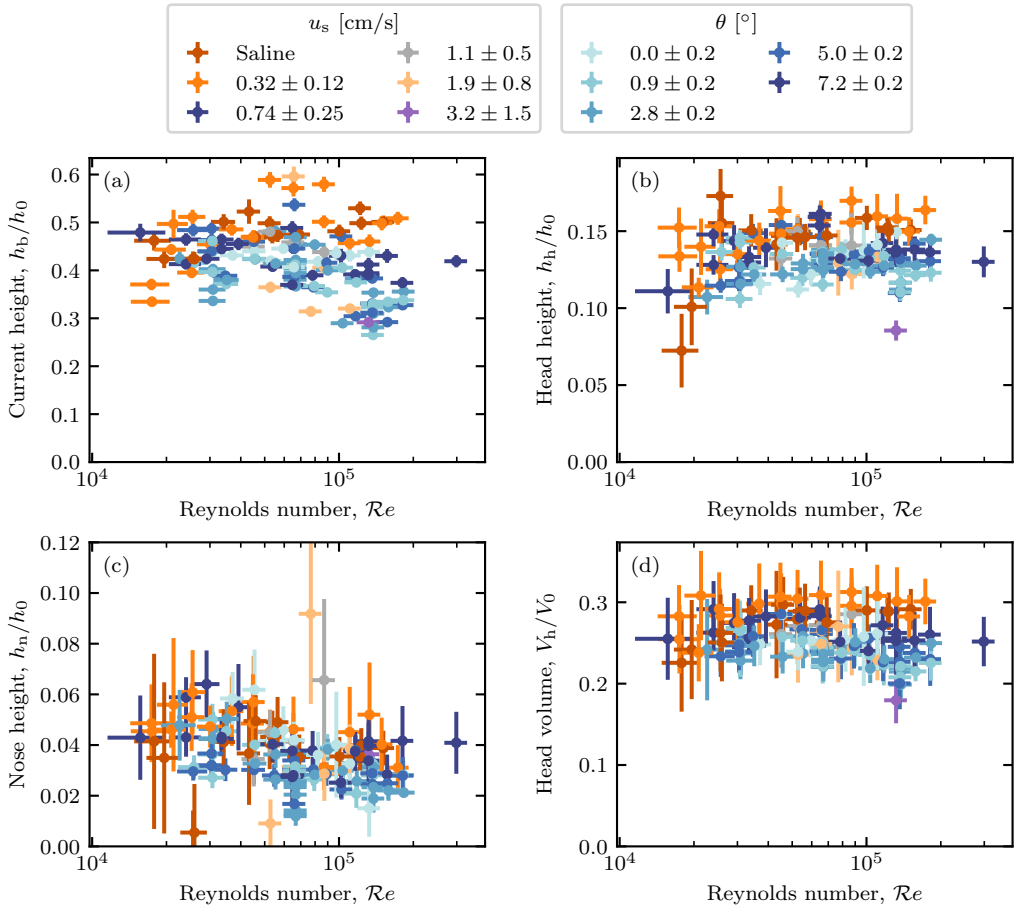 u_s [cm/s]
Saline
0.32 ± 0.12
0.74 ± 0.25
1.1 ± 0.5
1.9 ± 0.8
3.2 ± 1.5
θ [°]
0.0 ± 0.2
0.9 ± 0.2
2.8 ± 0.2
5.0 ± 0.2
7.2 ± 0.2
(a)
Current height, h_b/h_0
0.6
0.5
0.4
0.3
0.2
0.1
0.0
10^4
10^5
Reynolds number, Re
(b)
Head height, h_h/h_0
0.15
0.10
0.05
0.00
10^4
10^5
Reynolds number, Re
(c)
Nose height, h_n/h_0
0.12
0.10
0.08
0.06
0.04
0.02
0.00
10^4
10^5
Reynolds number, Re
(d)
Head volume, V_h/V_0
0.3
0.2
0.1
0.0
10^4
10^5
Reynolds number, Re